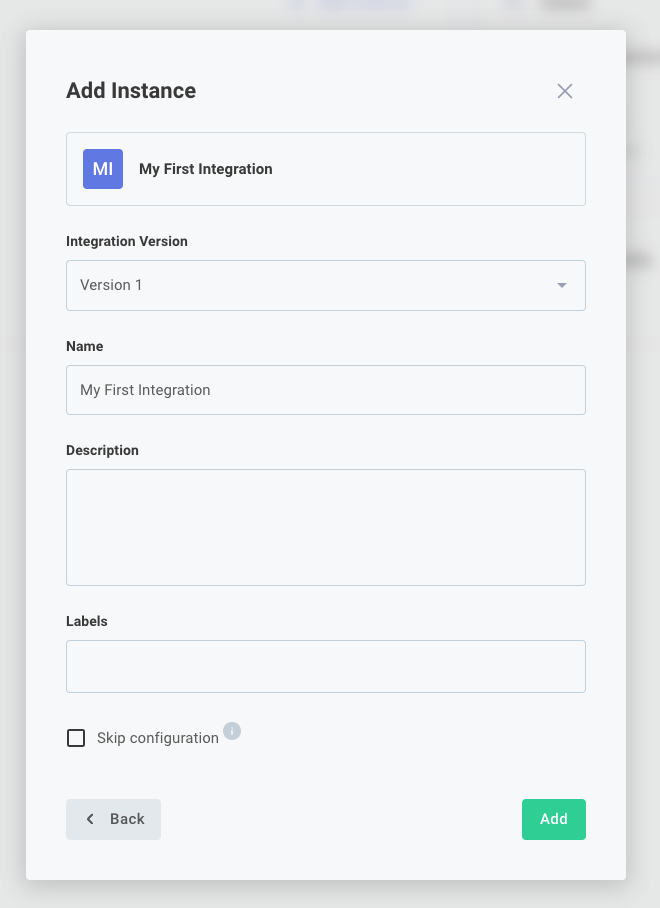 Add Instance
MI My First Integration
Integration Version
Version 1
Name
My First Integration
Description
Labels
Skip configuration i
Back Add